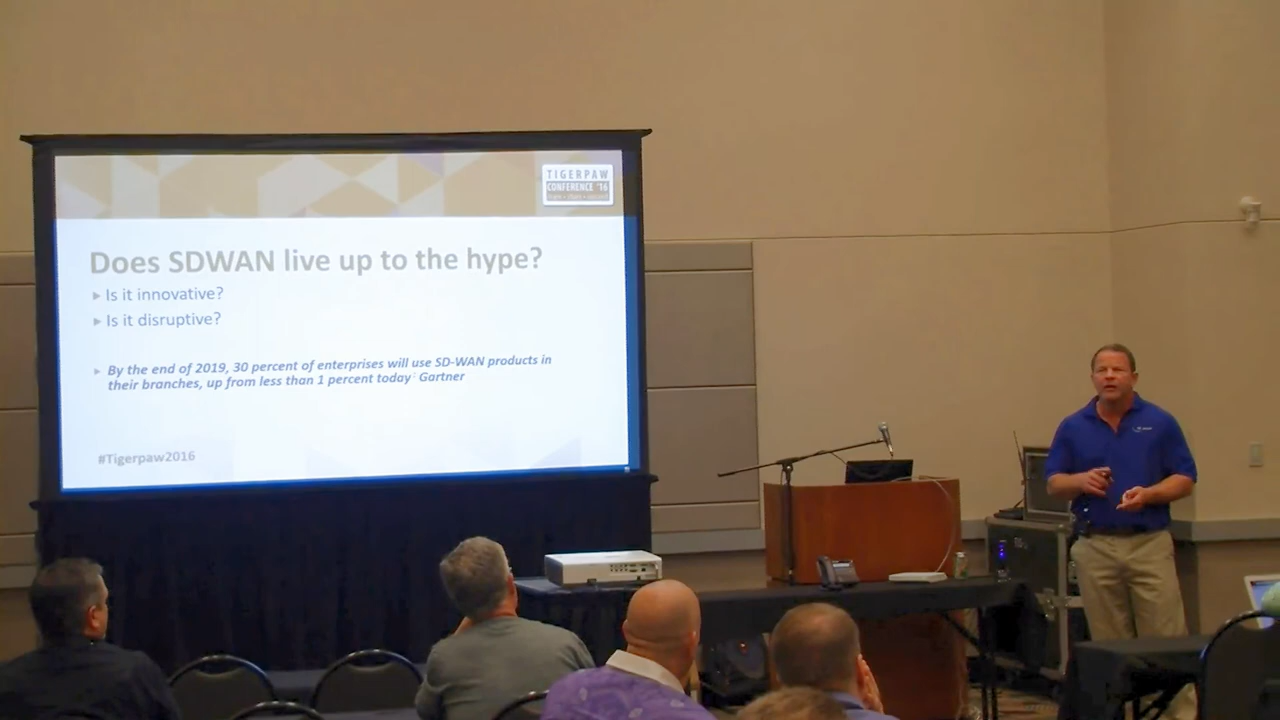 TIGERPAW
CONFERENCE '16
Does SDWAN live up to the hype?
Is it innovative?
Is it disruptive?
By the end of 2019, 30 percent of enterprises will use SD-WAN products in
their branches, up from less than 1 percent today - Gartner
#Tigerpaw2016